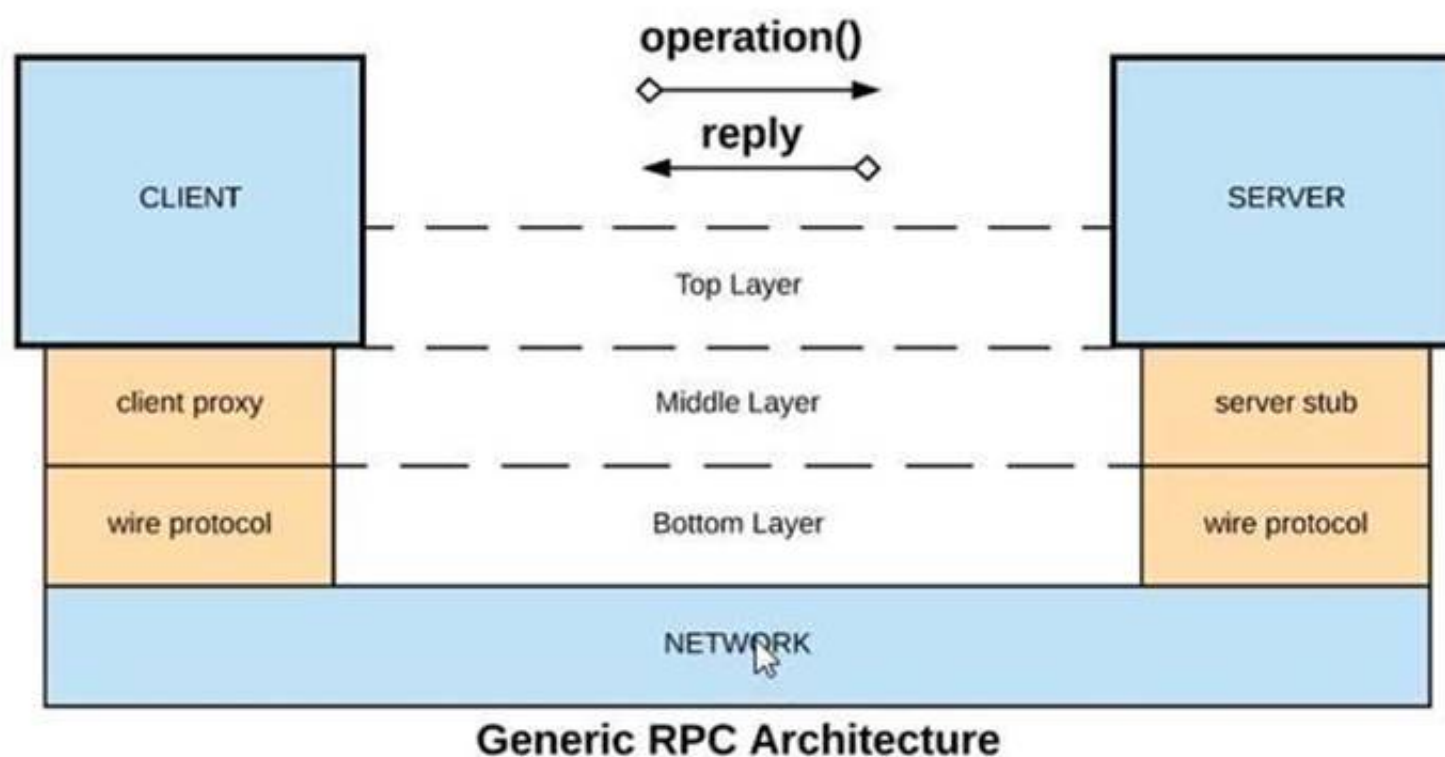 operation()
reply
CLIENT
SERVER
Top Layer
client proxy
Middle Layer
server stub
wire protocol
Bottom Layer
wire protocol
NETWORK
Generic RPC Architecture